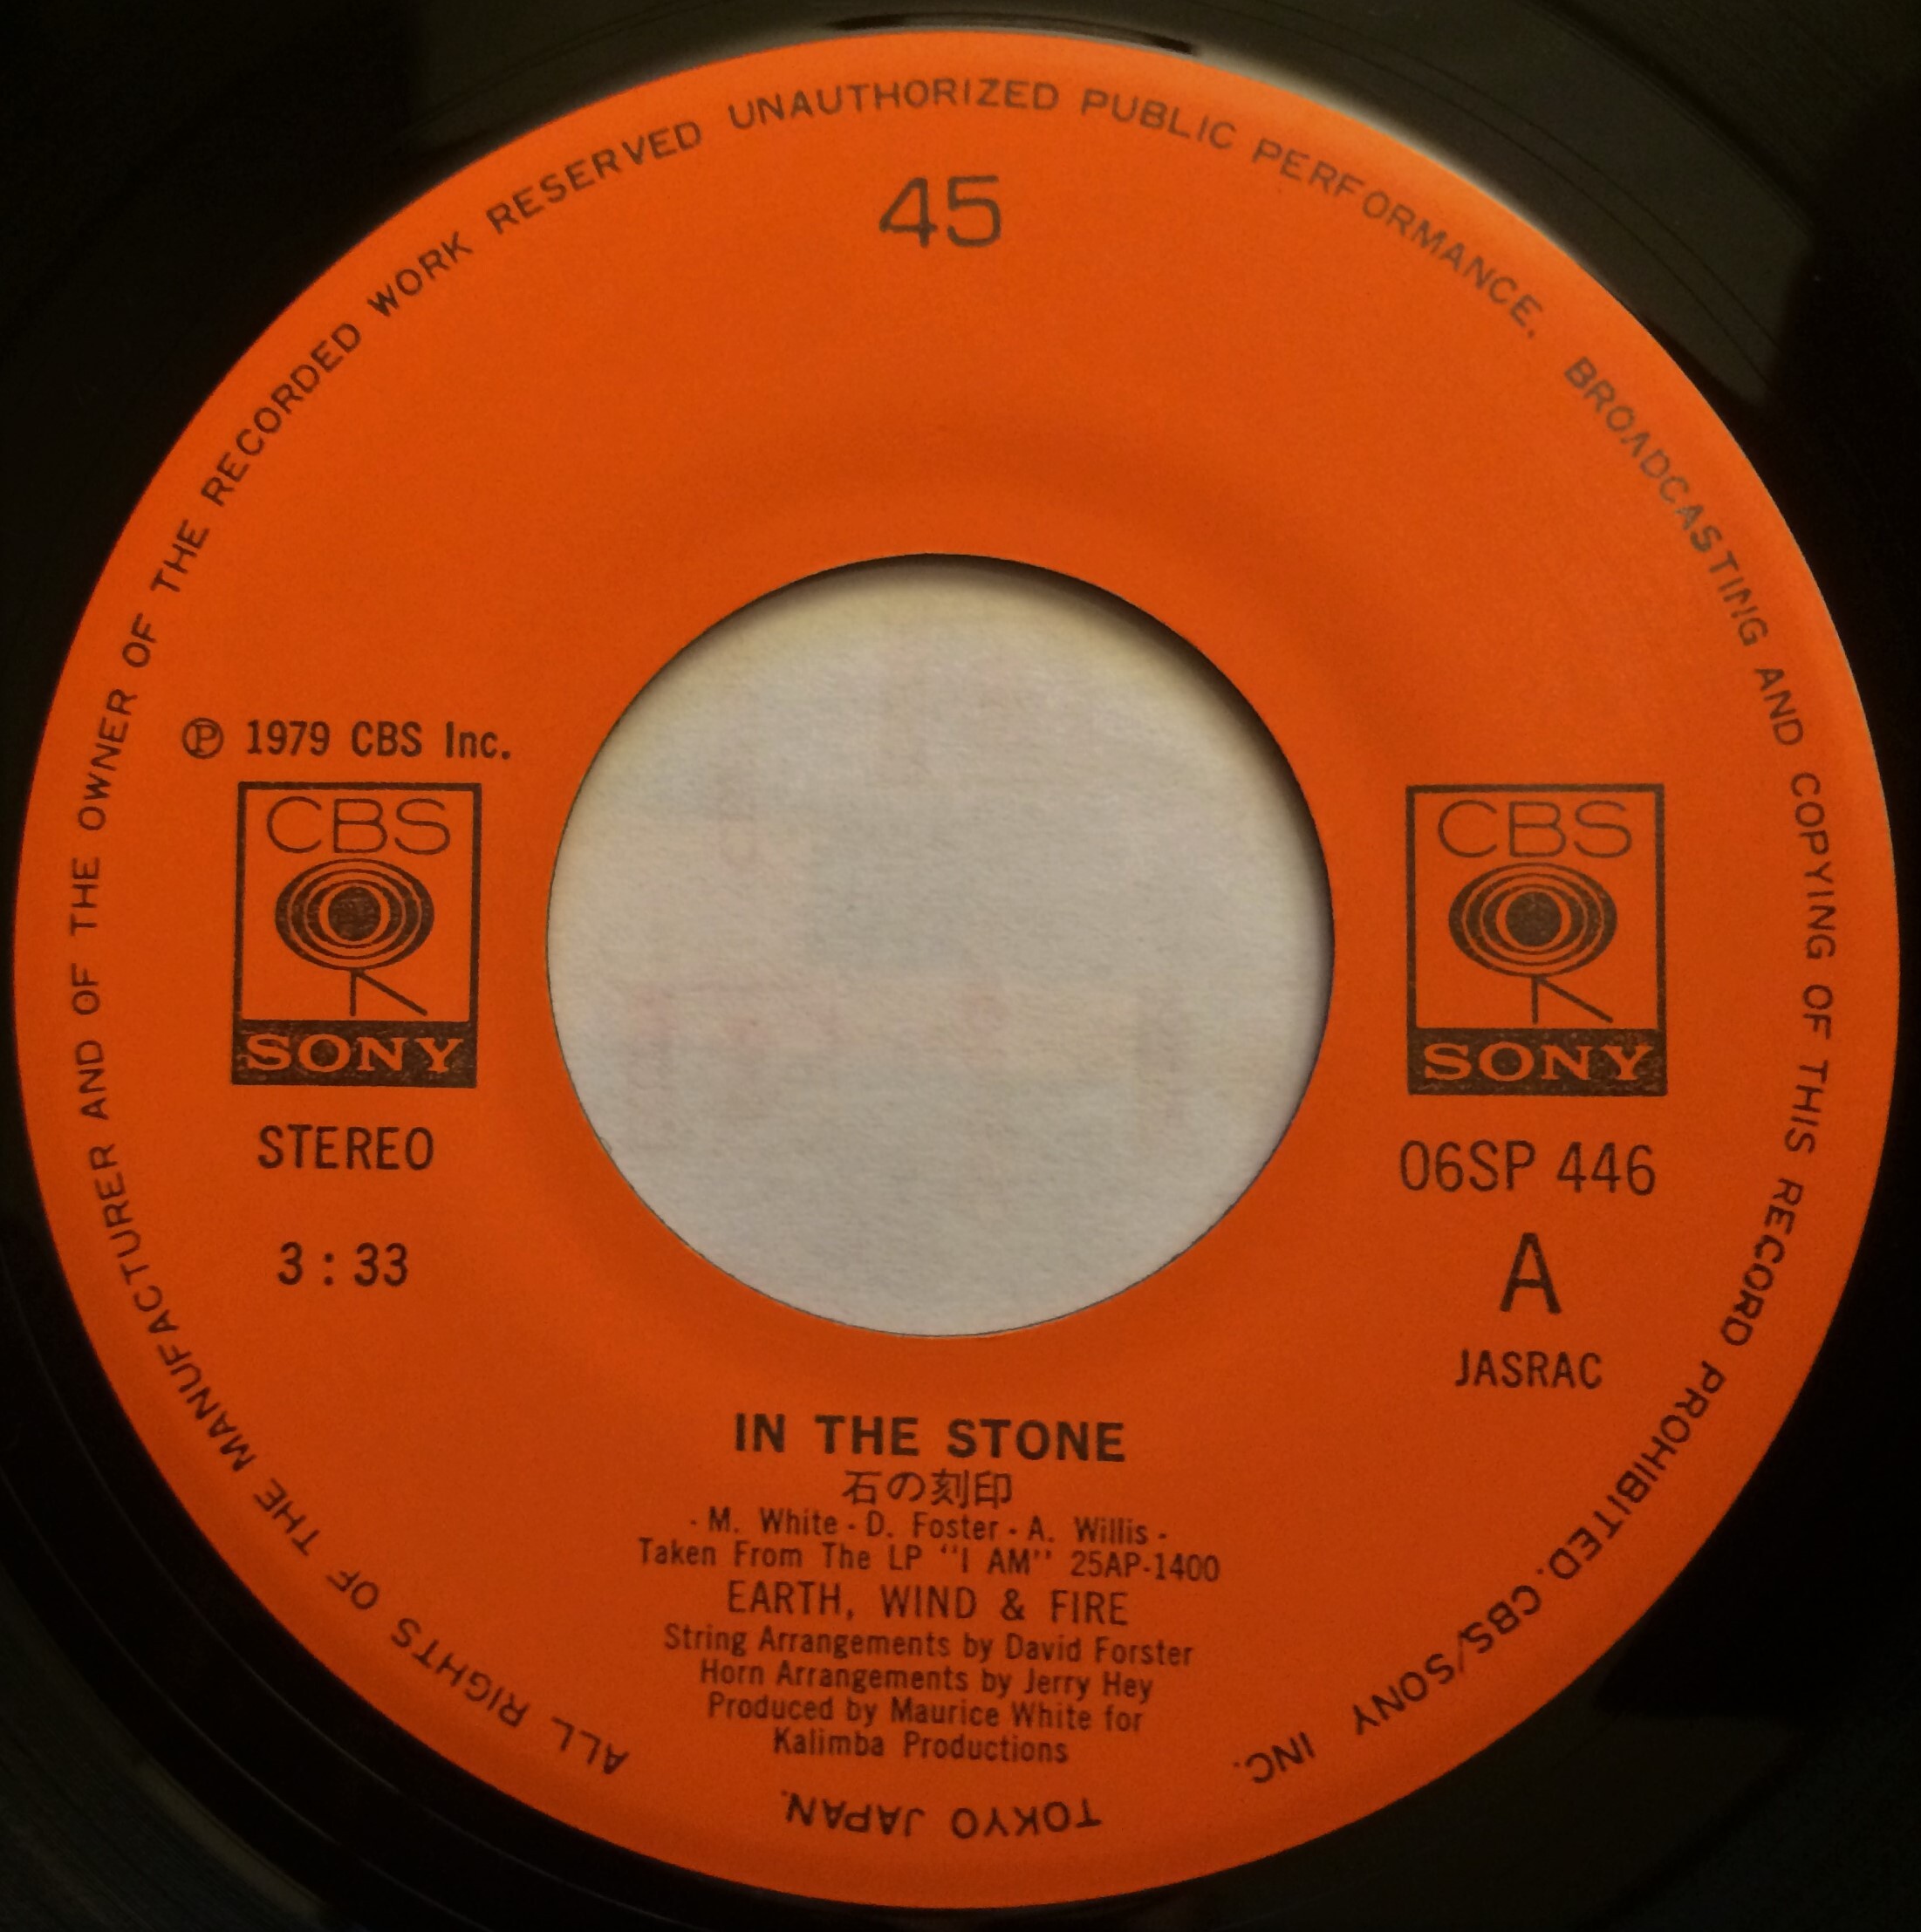 ALL RIGHTS OF THE MANUFACTURER AND OF THE OWNER OF THE RECORDED WORK RESERVED UNAUTHORIZED PUBLIC PERFORMANCE. BROADCASTING AND COPYING OF THIS RECORD PROHIBITED. CBS/SONY INC. TOKYO JAPAN.
45
℗ 1979 CBS Inc.
CBS
SONY
STEREO
3 : 33
CBS
SONY
06SP 446
A
JASRAC
IN THE STONE
石の刻印
- M. White - D. Foster - A. Willis -
Taken From The LP "I AM" 25AP-1400
EARTH, WIND & FIRE
String Arrangements by David Forster
Horn Arrangements by Jerry Hey
Produced by Maurice White for
Kalimba Productions